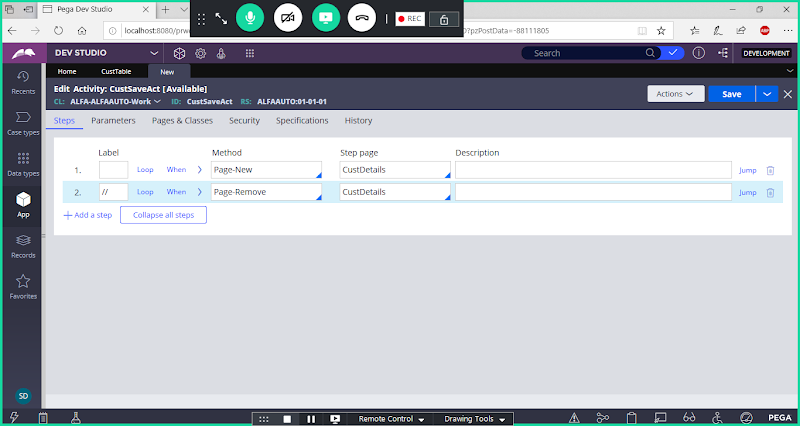 Pega Dev Studio
localhost:8080/prwe
0?pzPostData=-88111805
REC
DEV STUDIO
Search
DEVELOPMENT
Home
CustTable
New
Edit Activity: CustSaveAct [Available]
CL: ALFA-ALFAAUTO-Work ID: CustSaveAct RS: ALFAAUTO:01-01-01
Actions
Save
Recents
Case types
Data types
App
Records
Favorites
SD
Steps
Parameters
Pages & Classes
Security
Specifications
History
Label Method Step page Description
1. Loop When Page-New CustDetails Jump
2. // Loop When Page-Remove CustDetails Jump
Add a step
Collapse all steps
Remote Control
Drawing Tools
PEGA